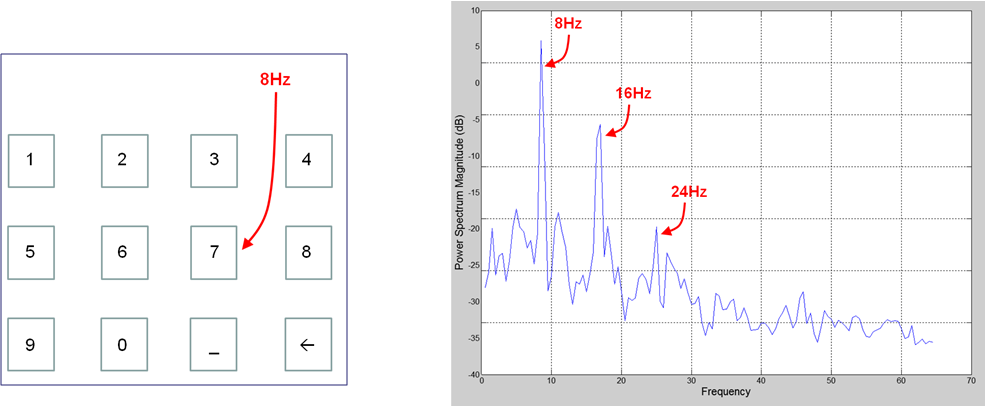 8Hz
1 2 3 4
5 6 7 8
9 0 _ ←
8Hz
16Hz
24Hz
Power Spectrum Magnitude (dB)
10
5
0
-5
-10
-15
-20
-25
-30
-35
-40
0 10 20 30 40 50 60 70
Frequency